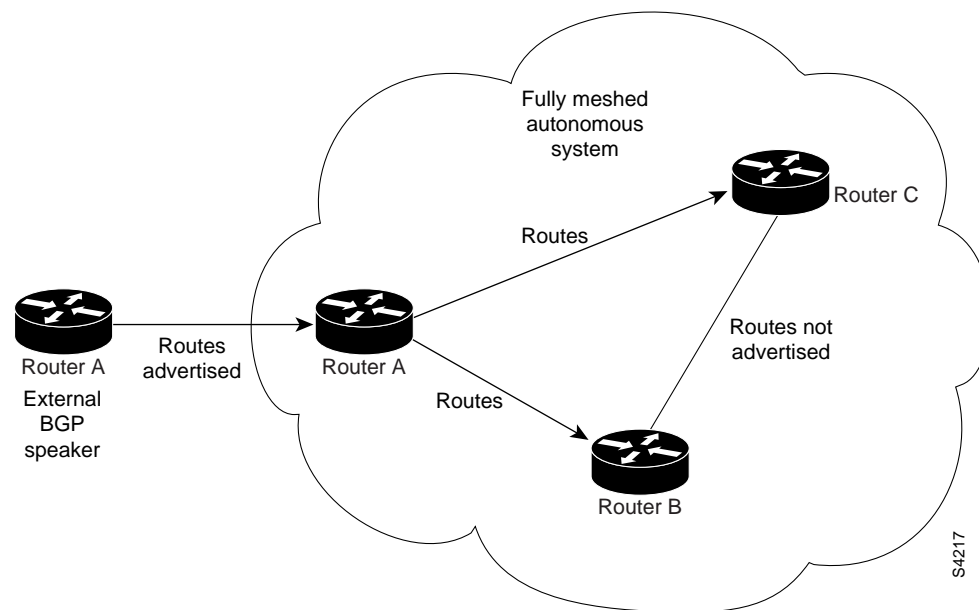 Fully meshed
autonomous
system
Router C
Routes
Routes not
advertised
Routes
advertised
Router A
External
BGP
speaker
Router A
Routes
Router B
S4217